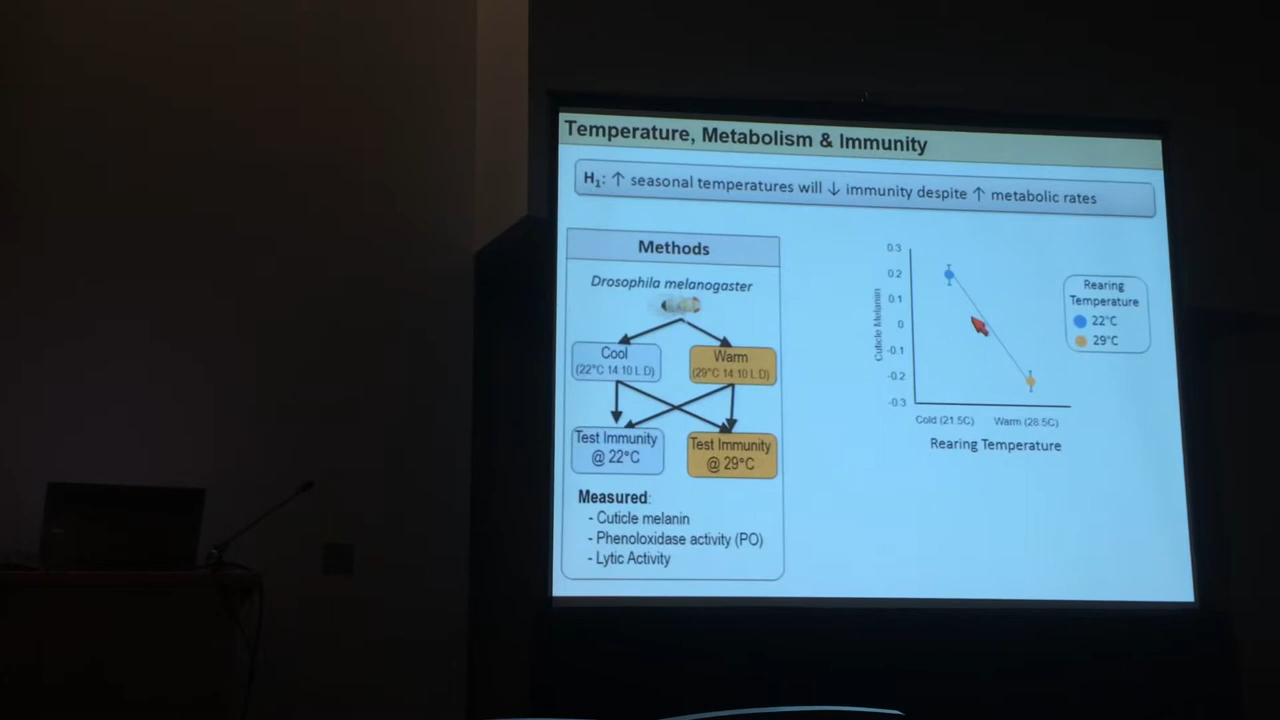 Temperature, Metabolism & Immunity
H1: ↑ seasonal temperatures will ↓ immunity despite ↑ metabolic rates
Methods
Drosophila melanogaster
Cool
(22°C 14:10 L:D)
Warm
(29°C 14:10 L:D)
Test Immunity
@ 22°C
Test Immunity
@ 29°C
Measured:
- Cuticle melanin
- Phenoloxidase activity (PO)
- Lytic Activity
Cuticle Melanan
0.3
0.2
0.1
0
-0.1
-0.2
-0.3
Cold (21.5C)
Warm (28.5C)
Rearing Temperature
Rearing
Temperature
22°C
29°C